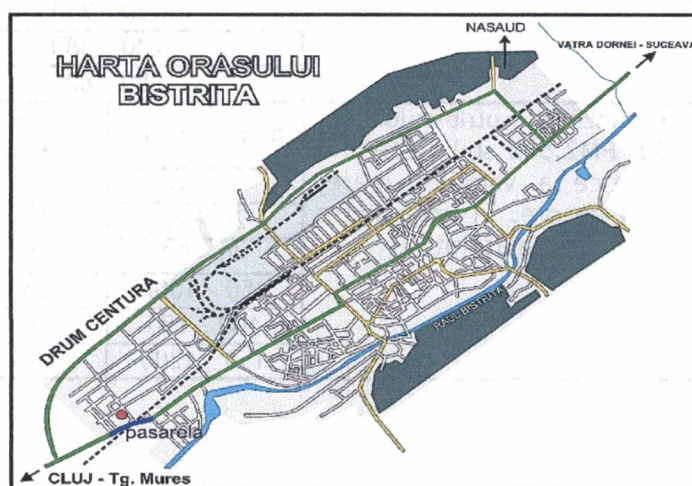 NASAUD
VATRA DORNEI - SUCEAVA
HARTA ORASULUI
BISTRITA
DRUM CENTURA
RAUL BISTRITA
pasarela
CLUJ - Tg. Mures